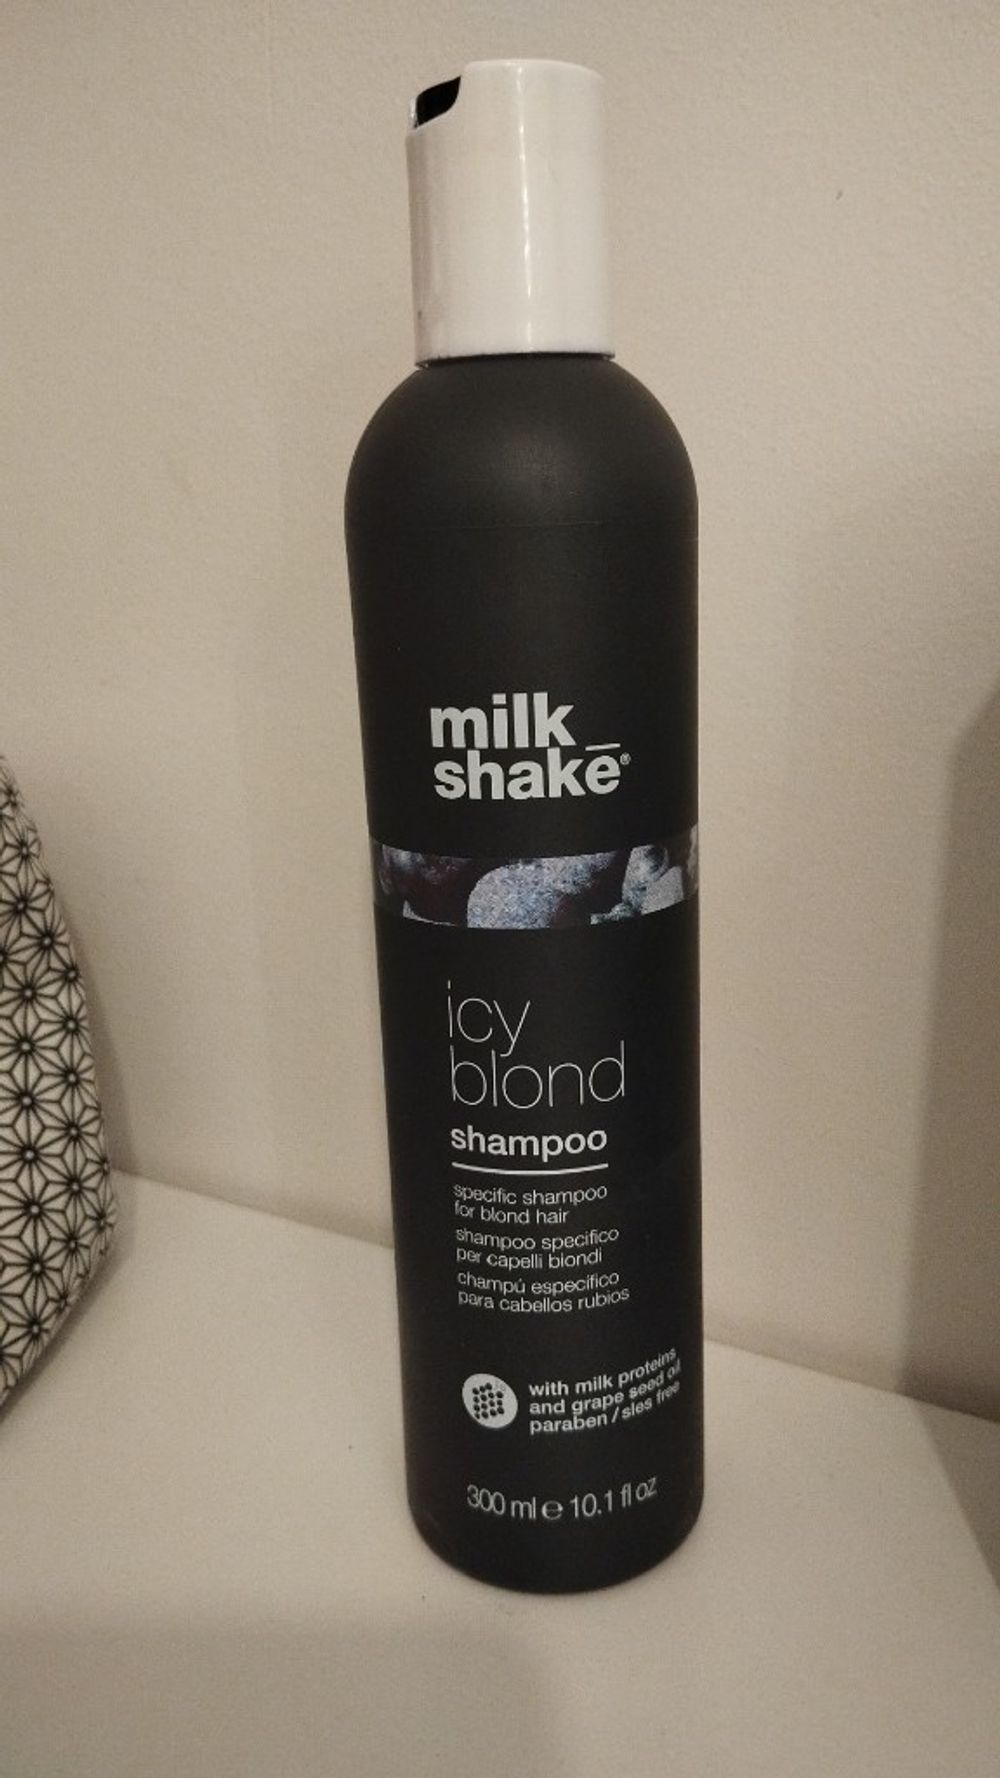 milk
shake®
icy
blond
shampoo
specific shampoo
for blond hair
shampoo specifico
per capelli biondi
champú específico
para cabellos rubios
with milk proteins
and grape seed oil
paraben / sles free
300 ml ℮ 10.1 fl oz